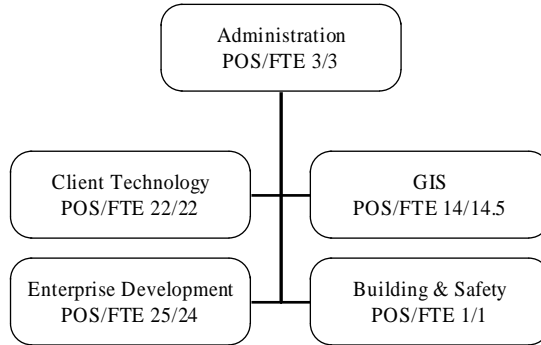 Administration
POS/FTE 3/3
Client Technology
POS/FTE 22/22
GIS
POS/FTE 14/14.5
Enterprise Development
POS/FTE 25/24
Building & Safety
POS/FTE 1/1